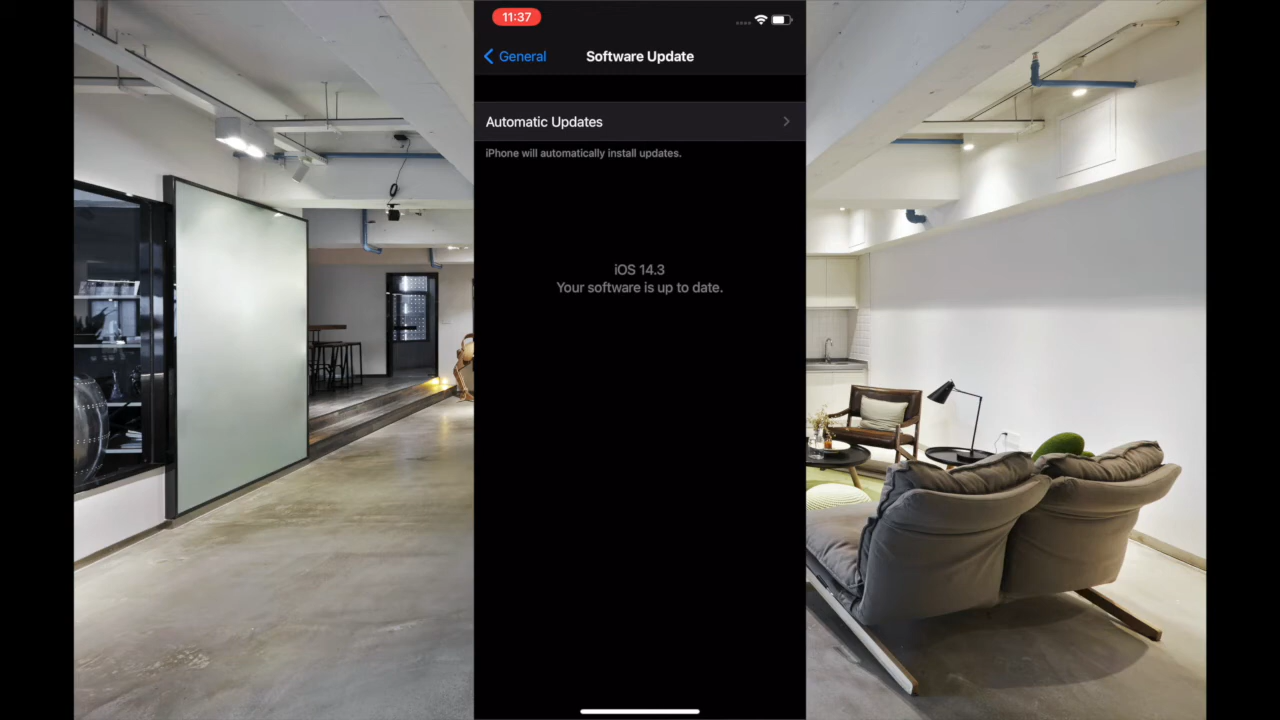 11:37
General
Software Update
Automatic Updates
iPhone will automatically install updates.
iOS 14.3
Your software is up to date.